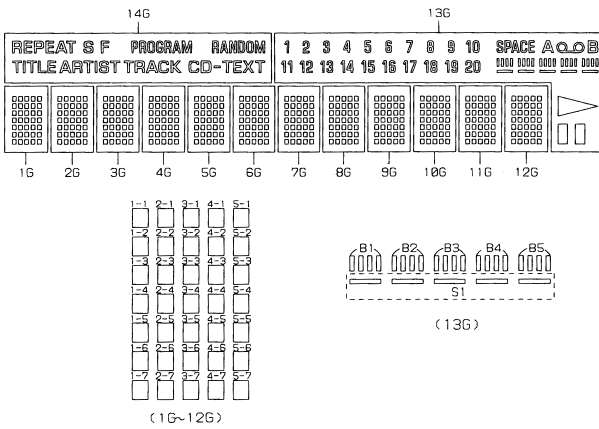 14G 13G
REPEAT S F PROGRAM RANDOM 1 2 3 4 5 6 7 8 9 10 SPACE A B
TITLE ARTIST TRACK CD-TEXT 11 12 13 14 15 16 17 18 19 20
1G 2G 3G 4G 5G 6G 7G 8G 9G 10G 11G 12G
1-1 2-1 3-1 4-1 5-1
1-2 2-2 3-2 4-2 5-2
1-3 2-3 3-3 4-3 5-3
1-4 2-4 3-4 4-4 5-4
1-5 2-5 3-5 4-5 5-5
1-6 2-6 3-6 4-6 5-6
1-7 2-7 3-7 4-7 5-7
(1G~12G)
B1 B2 B3 B4 B5
S1
(13G)